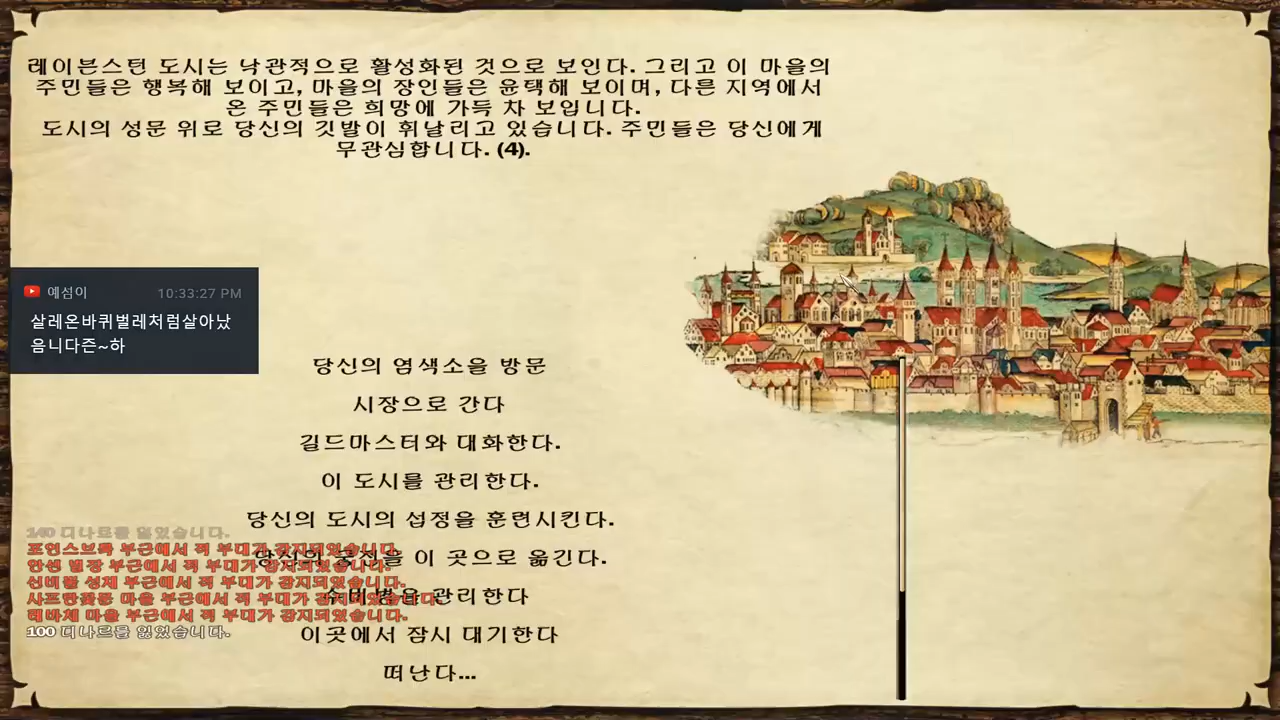 레이븐스턴 도시는 낙관적으로 활성화된 것으로 보인다. 그리고 이 마을의
주민들은 행복해 보이고, 마을의 장인들은 윤택해 보이며, 다른 지역에서
온 주민들은 희망에 가득 차 보입니다.
도시의 성문 위로 당신의 깃발이 휘날리고 있습니다. 주민들은 당신에게
무관심합니다. (4).
예섬이 10:33:27 PM
살레온바퀴벌레처럼살아났
음니다즌~하
당신의 염색소을 방문
시장으로 간다
길드마스터와 대화한다.
이 도시를 관리한다.
당신의 도시의 섭정을 훈련시킨다.
당신의 궁전을 이 곳으로 옮긴다.
수비병을 관리한다
이곳에서 잠시 대기한다
떠난다...
140 디나르를 잃었습니다.
부근에서 적 부대가 감지되었습니다.
부근에서 적 부대가 감지되었습니다.
부근에서 적 부대가 감지되었습니다.
마을 부근에서 적 부대가 감지되었습니다.
마을 부근에서 적 부대가 감지되었습니다.
100 디나르를 잃었습니다.